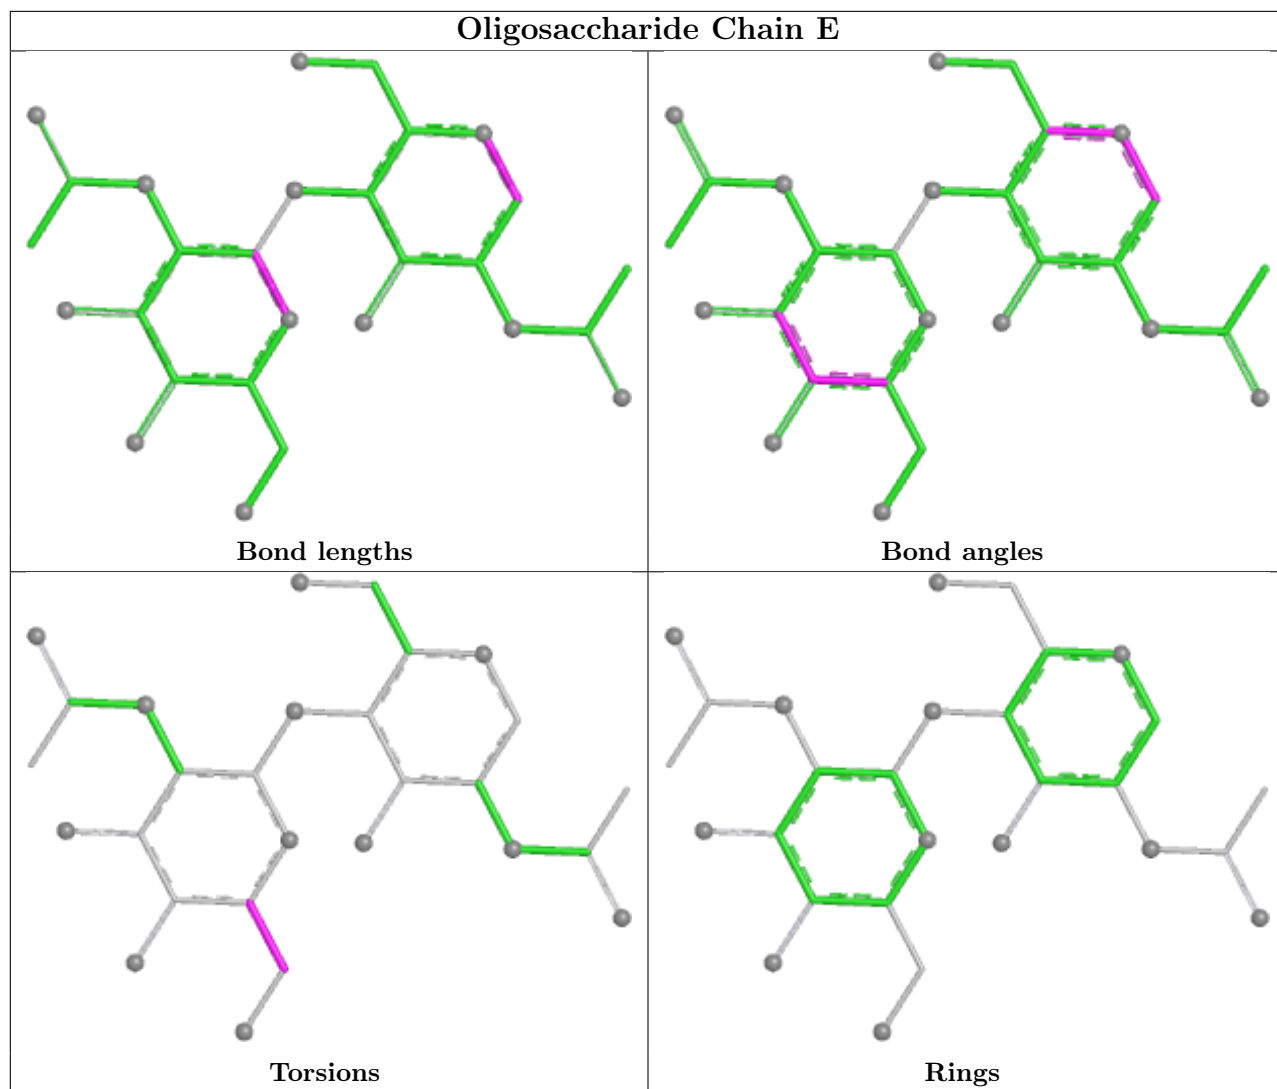 Oligosaccharide Chain E
Bond lengths
Bond angles
Torsions
Rings